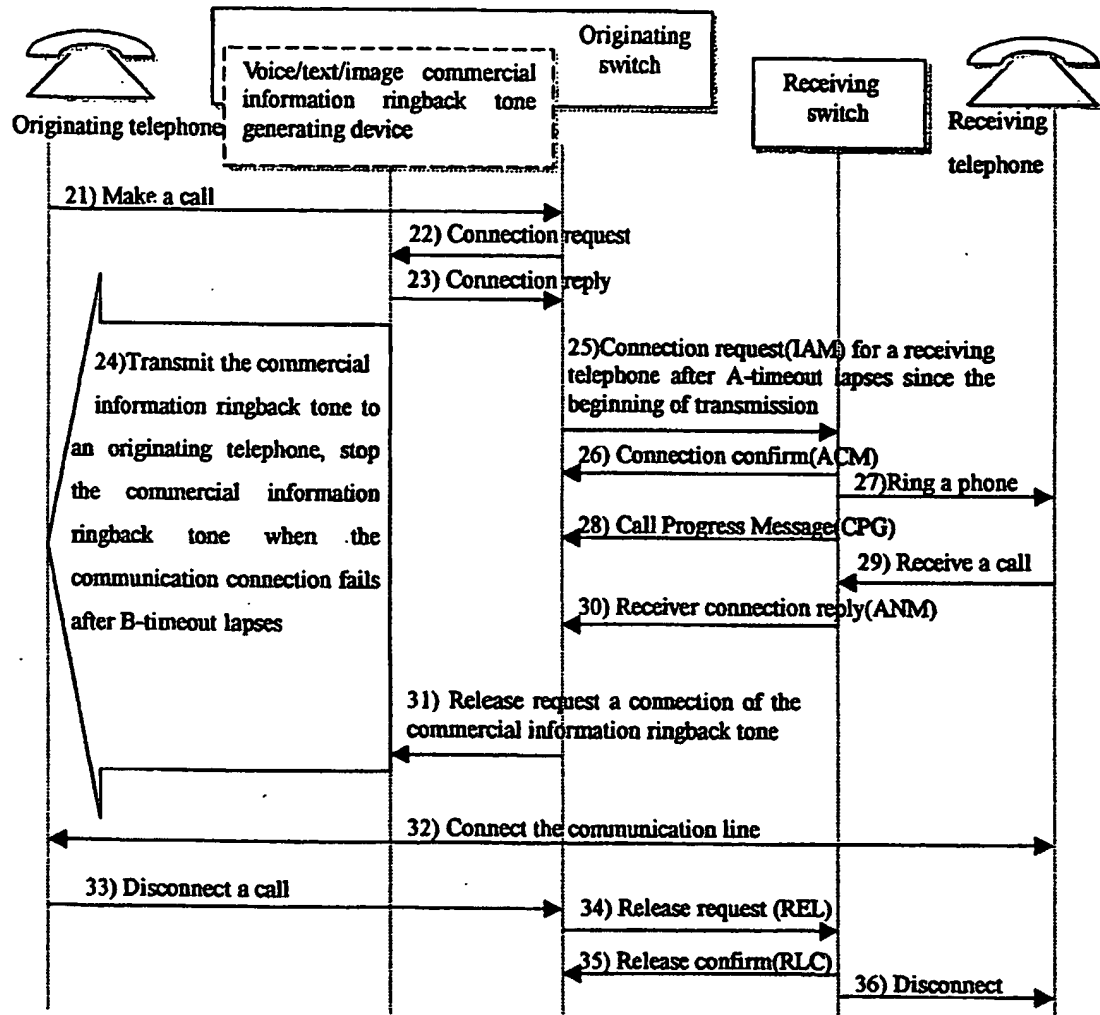 Originating
switch
Voice/text/image commercial
information ringback tone
generating device
Receiving
switch
Originating telephone
Receiving
telephone
21) Make a call
22) Connection request
23) Connection reply
24)Transmit the commercial
information ringback tone to
an originating telephone, stop
the commercial information
ringback tone when the
communication connection fails
after B-timeout lapses
25)Connection request(IAM) for a receiving
telephone after A-timeout lapses since the
beginning of transmission
26) Connection confirm(ACM)
27)Ring a phone
28) Call Progress Message(CPG)
29) Receive a call
30) Receiver connection reply(ANM)
31) Release request a connection of the
commercial information ringback tone
32) Connect the communication line
33) Disconnect a call
34) Release request (REL)
35) Release confirm(RLC)
36) Disconnect